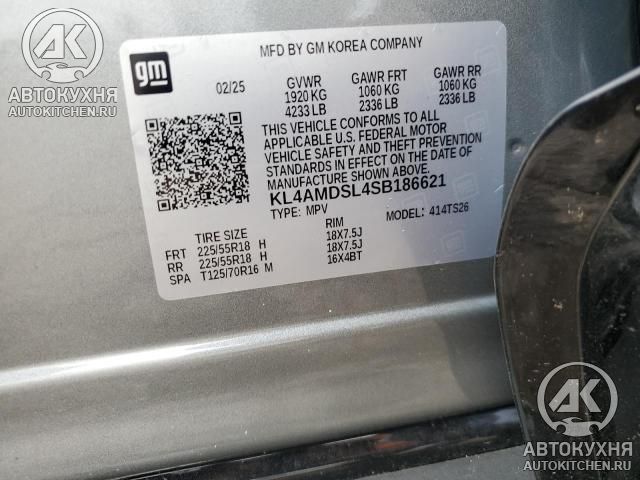 gm
MFD BY GM KOREA COMPANY
02/25 GVWR GAWR FRT GAWR RR
1920 KG 1060 KG 1060 KG
4233 LB 2336 LB 2336 LB
THIS VEHICLE CONFORMS TO ALL
APPLICABLE U.S. FEDERAL MOTOR
VEHICLE SAFETY AND THEFT PREVENTION
STANDARDS IN EFFECT ON THE DATE OF
MANUFACTURE SHOWN ABOVE.
KL4AMDSL4SB186621
TYPE: MPV MODEL: 414TS26
TIRE SIZE RIM
FRT 225/55R18 H 18X7.5J
RR 225/55R18 H 18X7.5J
SPA T125/70R16 M 16X4BT
АК
АВТОКУХНЯ
AUTOKITCHEN.RU
АК
АВТОКУХНЯ
AUTOKITCHEN.RU